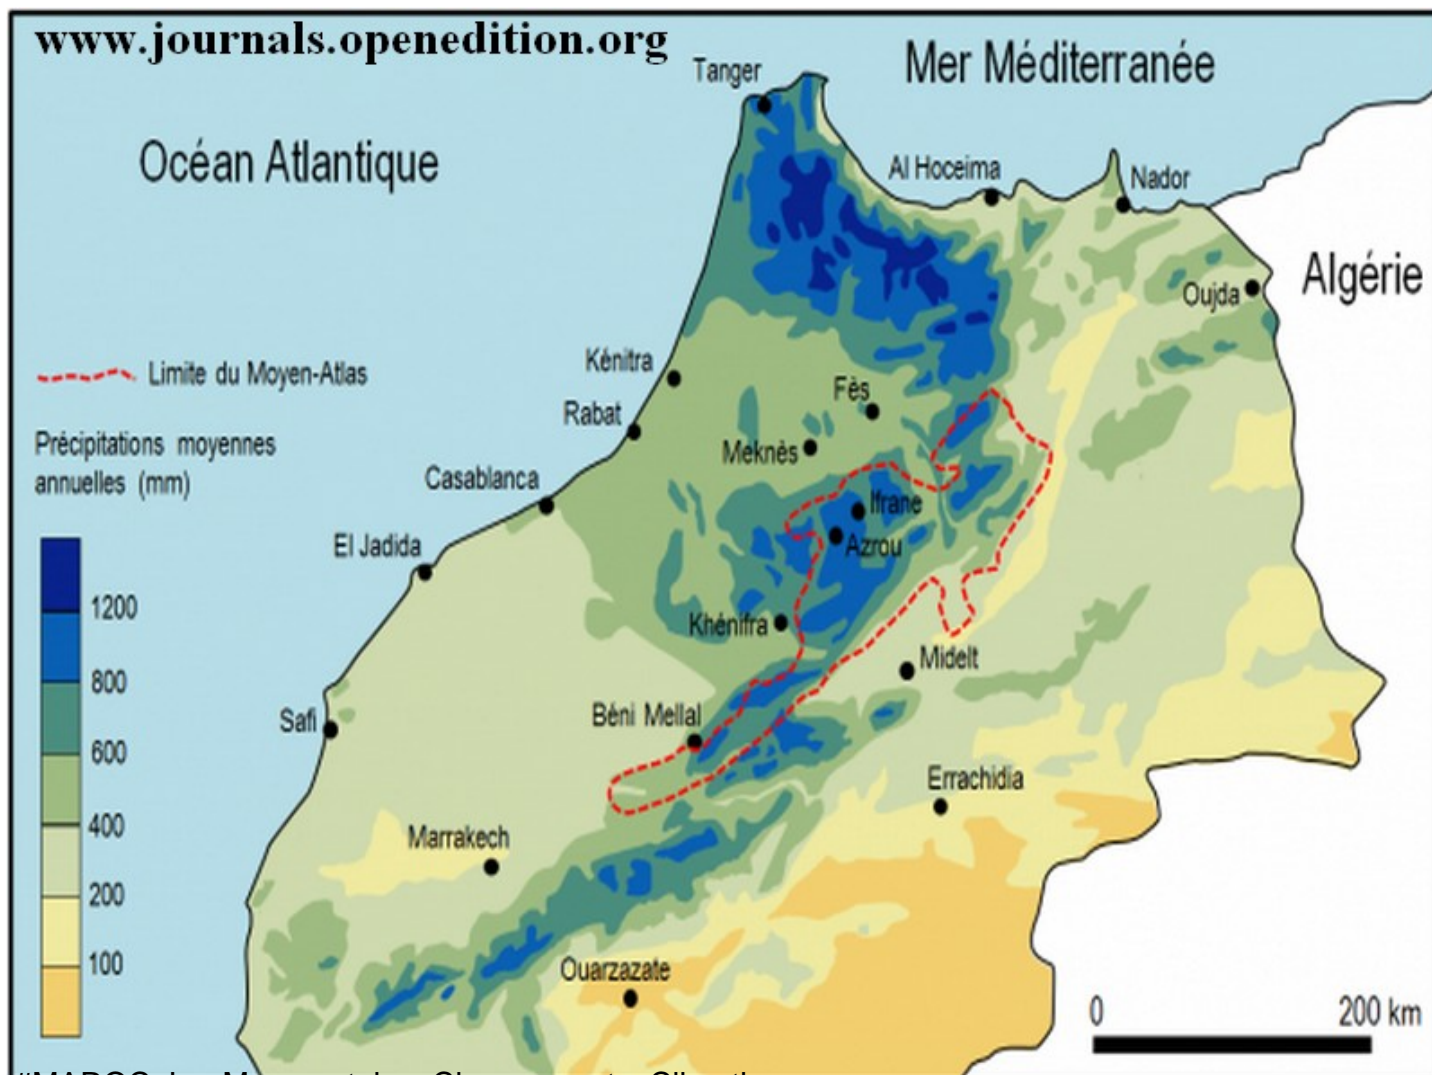 www.journals.openedition.org
Mer Méditerranée
Tanger
Océan Atlantique
Al Hoceima
Nador
Algérie
Oujda
Limite du Moyen-Atlas
Kénitra
Fès
Rabat
Précipitations moyennes
annuelles (mm)
Meknès
Casablanca
Ifrane
El Jadida
Azrou
1200
Khénifra
Midelt
800
Safi
Béni Mellal
600
Errachidia
400
Marrakech
200
100
Ouarzazate
0 200 km